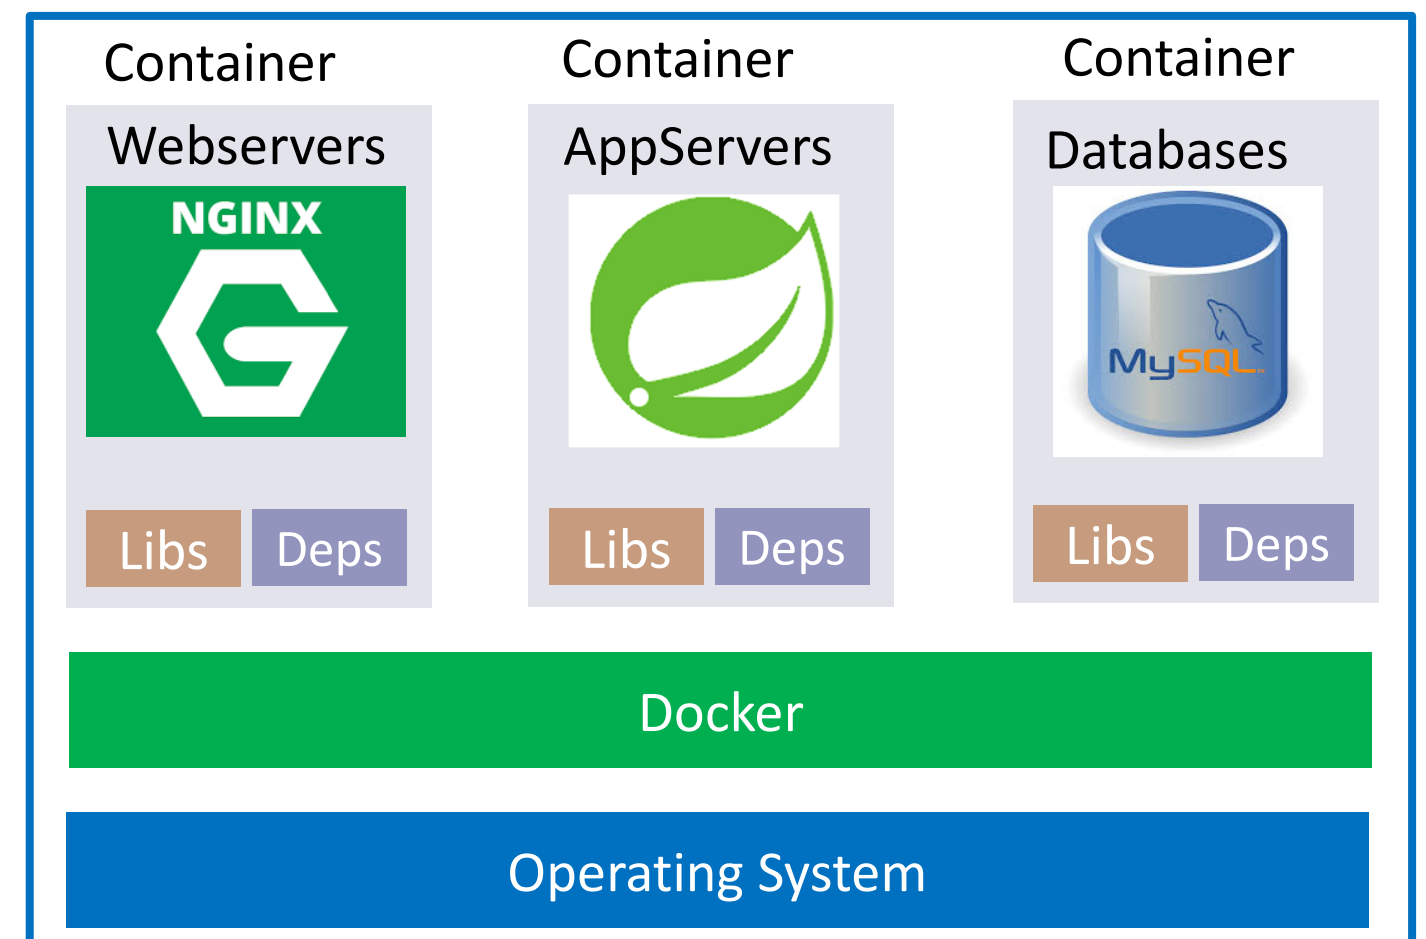 Container
Container
Container
Webservers
AppServers
Databases
NGINX
MySQL
Libs
Deps
Libs
Deps
Libs
Deps
Docker
Operating System